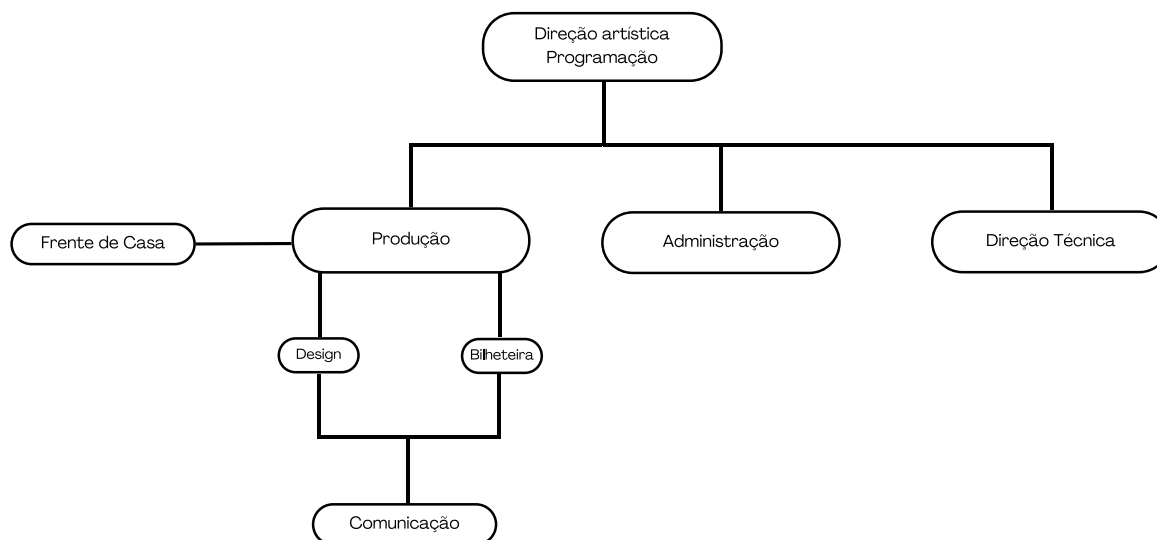 Direção artística
Programação
Frente de Casa
Produção
Administração
Direção Técnica
Design
Bilheteira
Comunicação